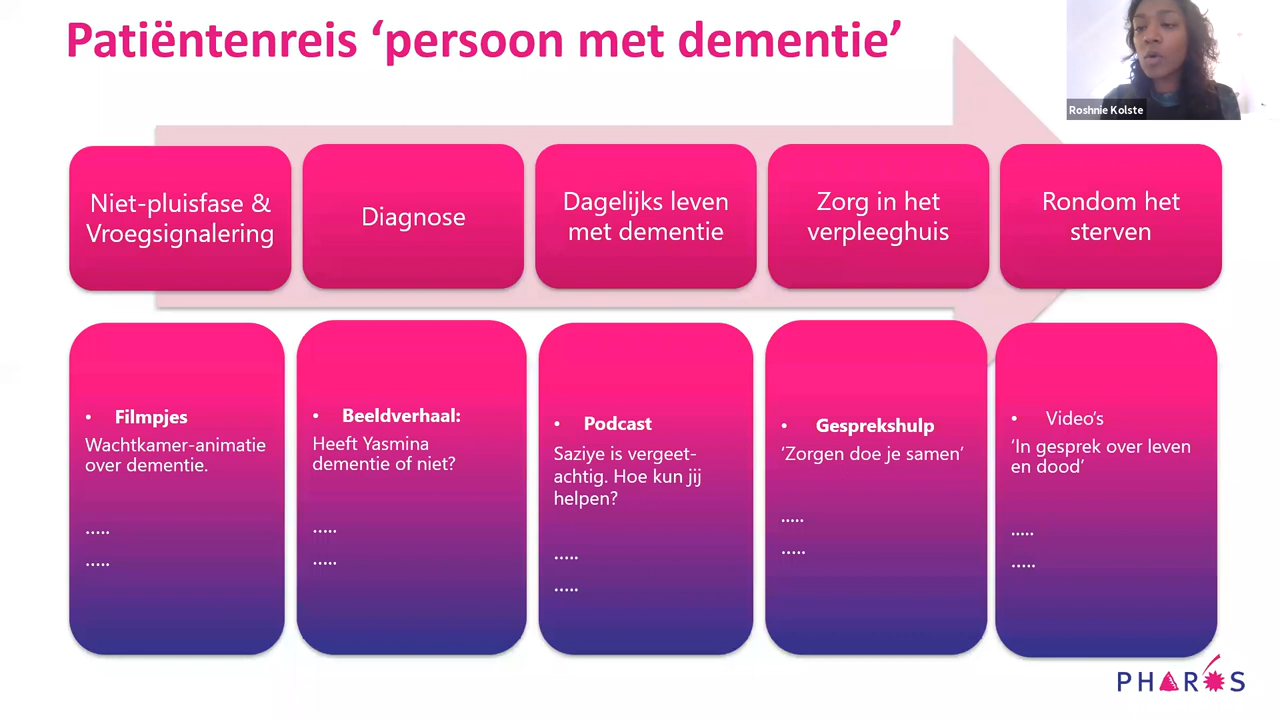 Patiëntenreis ‘persoon met dementie’
Roshnie Kolste
Niet-pluisfase &
Vroegsignalering
Diagnose
Dagelijks leven
met dementie
Zorg in het
verpleeghuis
Rondom het
sterven
• Filmpjes
Wachtkamer-animatie
over dementie.
.....
.....
• Beeldverhaal:
Heeft Yasmina
dementie of niet?
.....
.....
• Podcast
Saziye is vergeet-
achtig. Hoe kun jij
helpen?
.....
.....
• Gesprekshulp
‘Zorgen doe je samen’
.....
.....
• Video’s
‘In gesprek over leven
en dood’
.....
.....
PHAROS